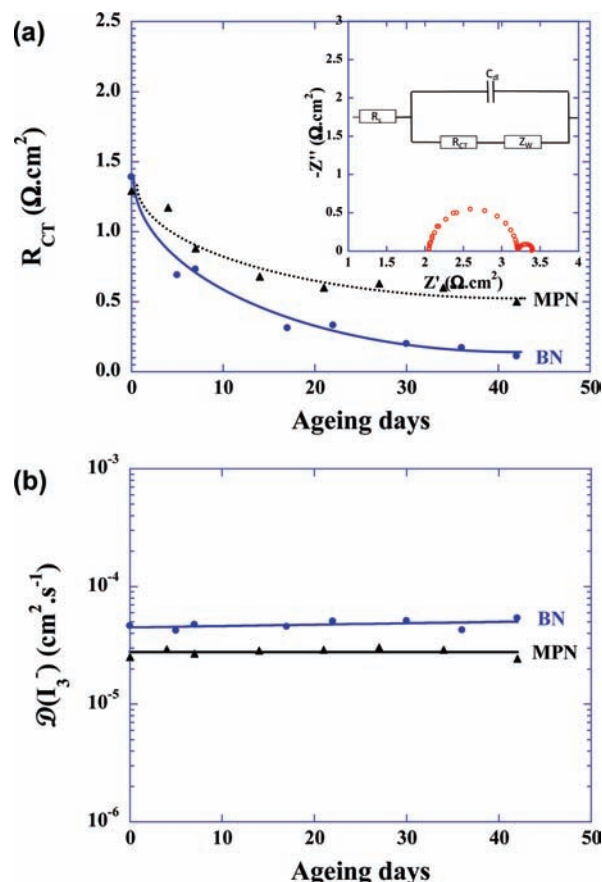 (a)
R_CT (Ω.cm²)
2.5
2.0
1.5
1.0
0.5
0.0
0
10
20
30
40
50
Ageing days
MPN
BN
-Z'' (Ω.cm²)
3
2.5
2
1.5
1
0.5
0
1
1.5
2
2.5
3
3.5
4
Z' (Ω.cm²)
C_dl
R_s
R_CT
Z_W
(b)
𝒟(I₃⁻) (cm².s⁻¹)
10⁻³
10⁻⁴
10⁻⁵
10⁻⁶
0
10
20
30
40
50
Ageing days
BN
MPN